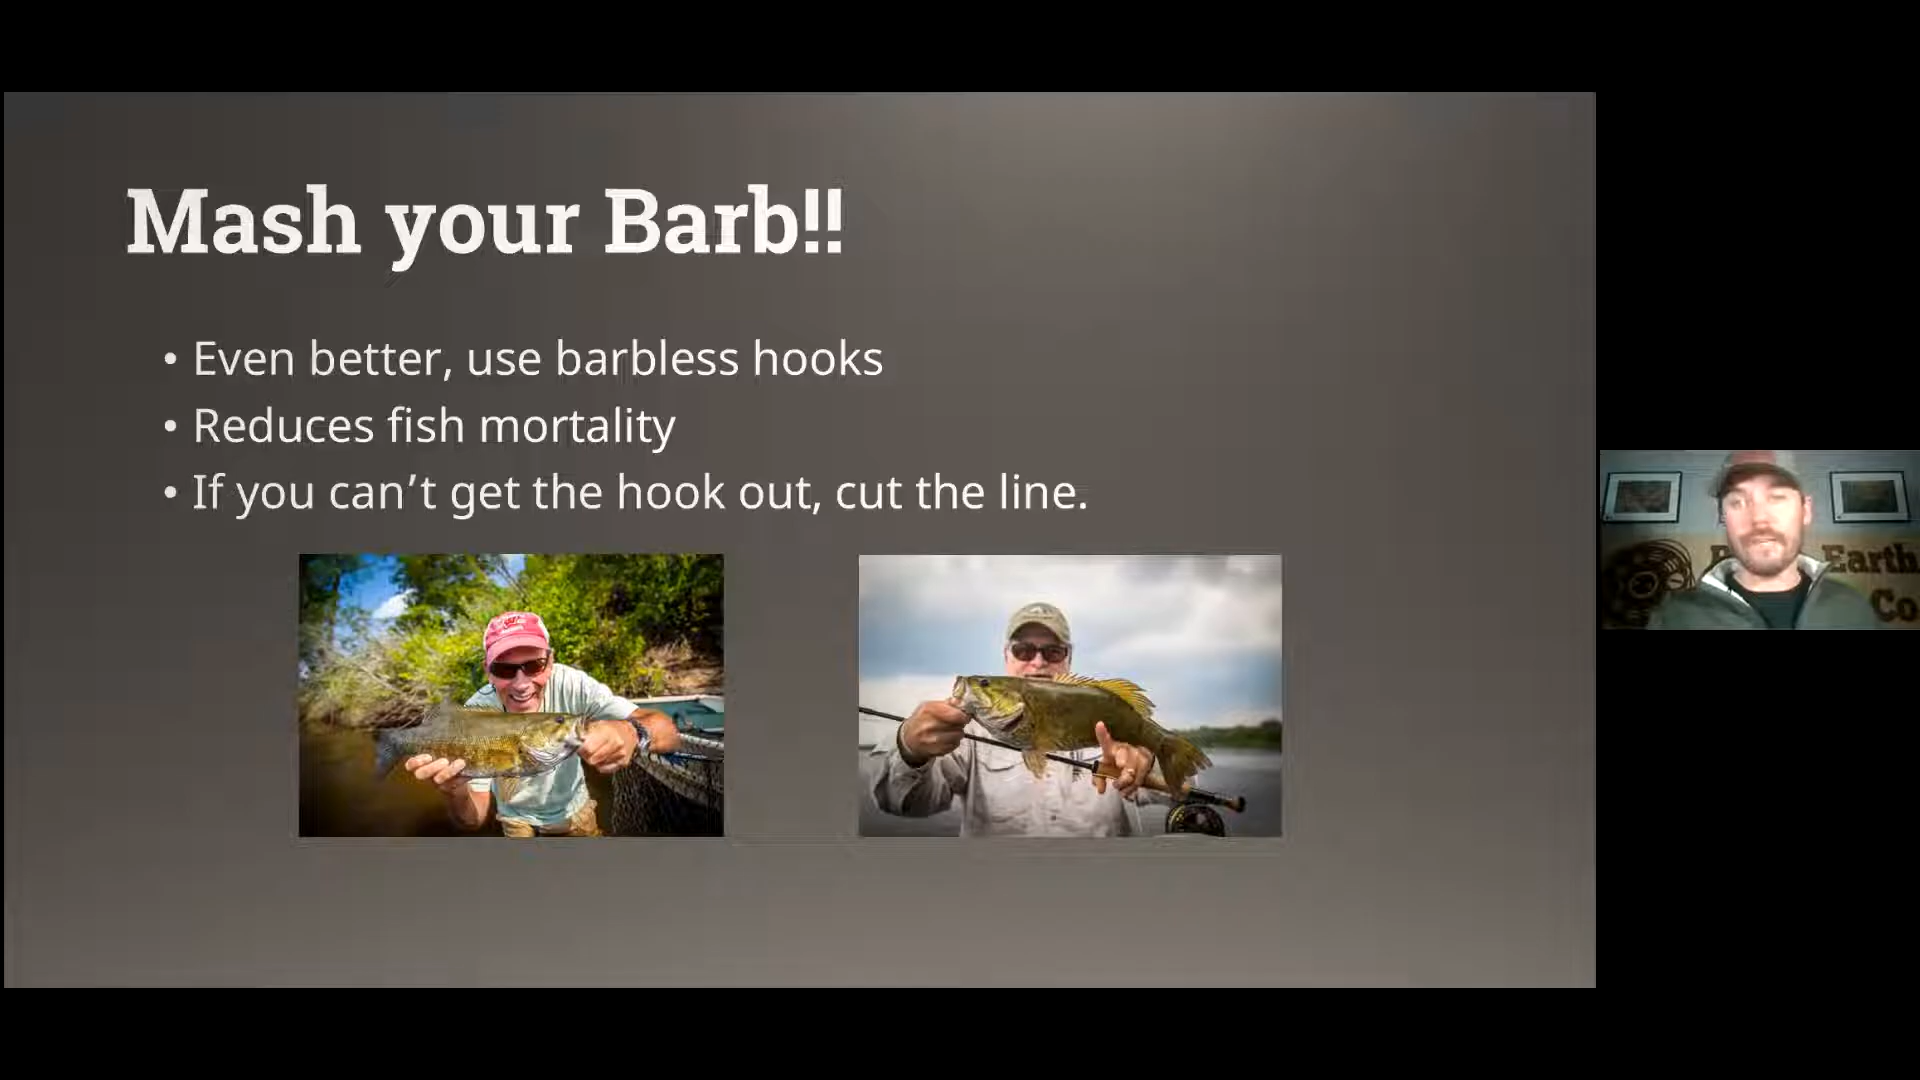 Mash your Barb!!
• Even better, use barbless hooks
• Reduces fish mortality
• If you can’t get the hook out, cut the line.
Earth
Co